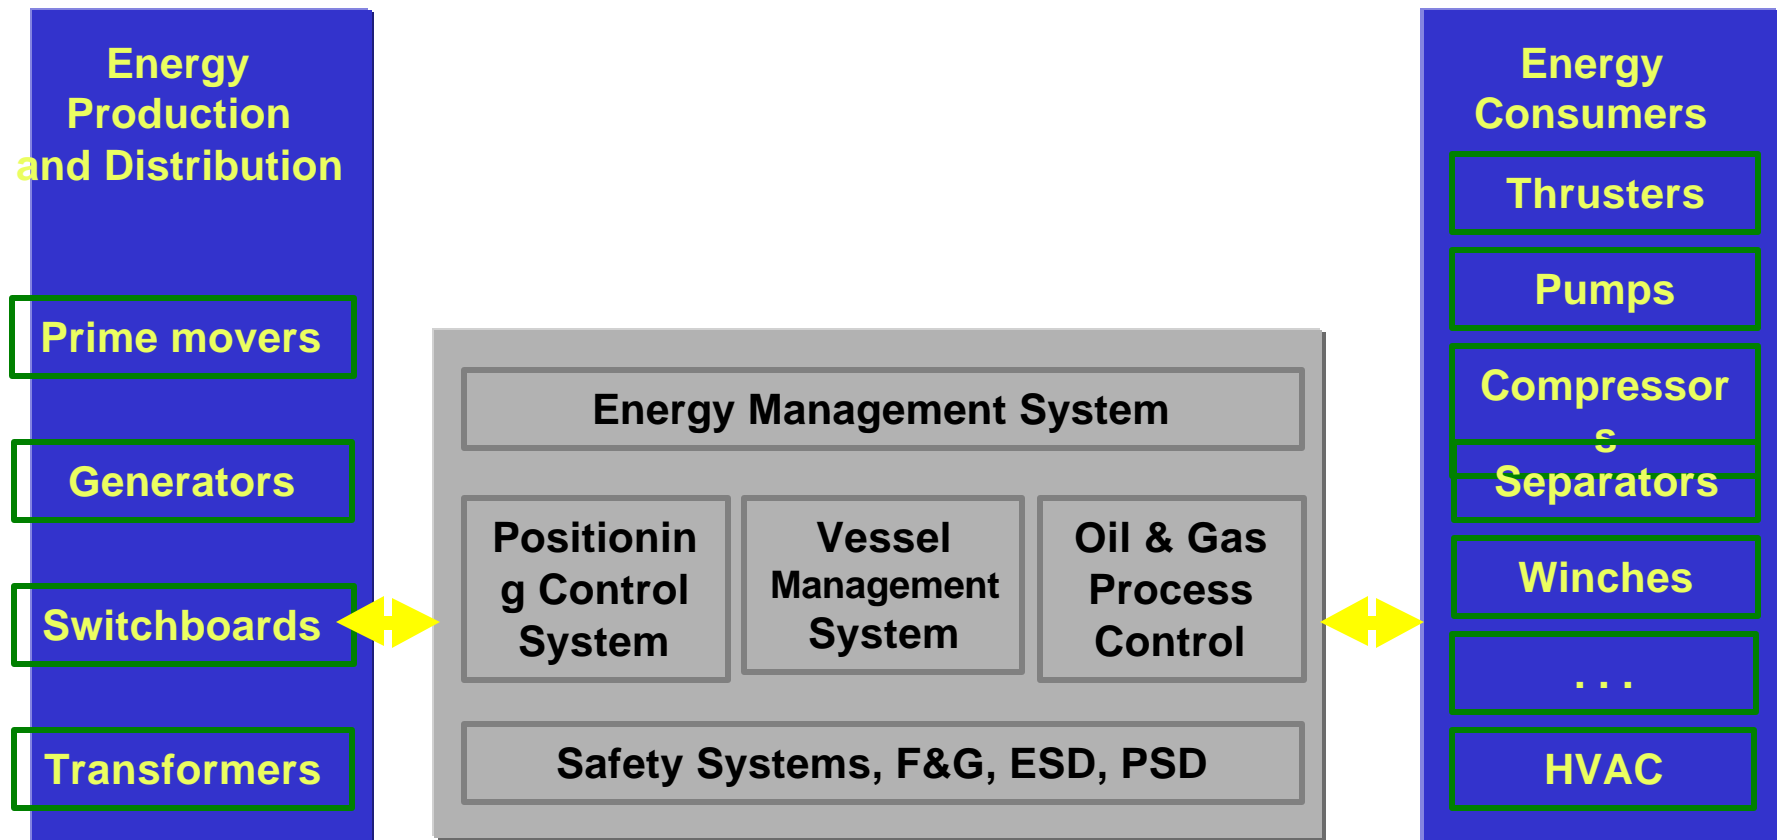 Energy
Production
and Distribution
Prime movers
Generators
Switchboards
Transformers
Energy Management System
Positionin
g Control
System
Vessel
Management
System
Oil & Gas
Process
Control
Safety Systems, F&G, ESD, PSD
Energy
Consumers
Thrusters
Pumps
Compressor
s
Separators
Winches
. . .
HVAC